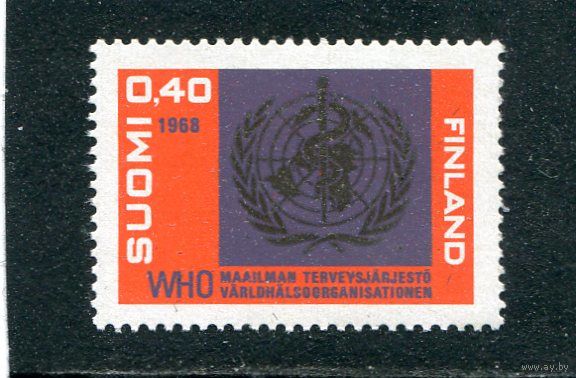 SUOMI
0,40
1968
FINLAND
WHO
MAAILMAN TERVEYSJÄRJESTÖ
VÄRLDHÄLSOORGANISATIONEN
www.ay.by